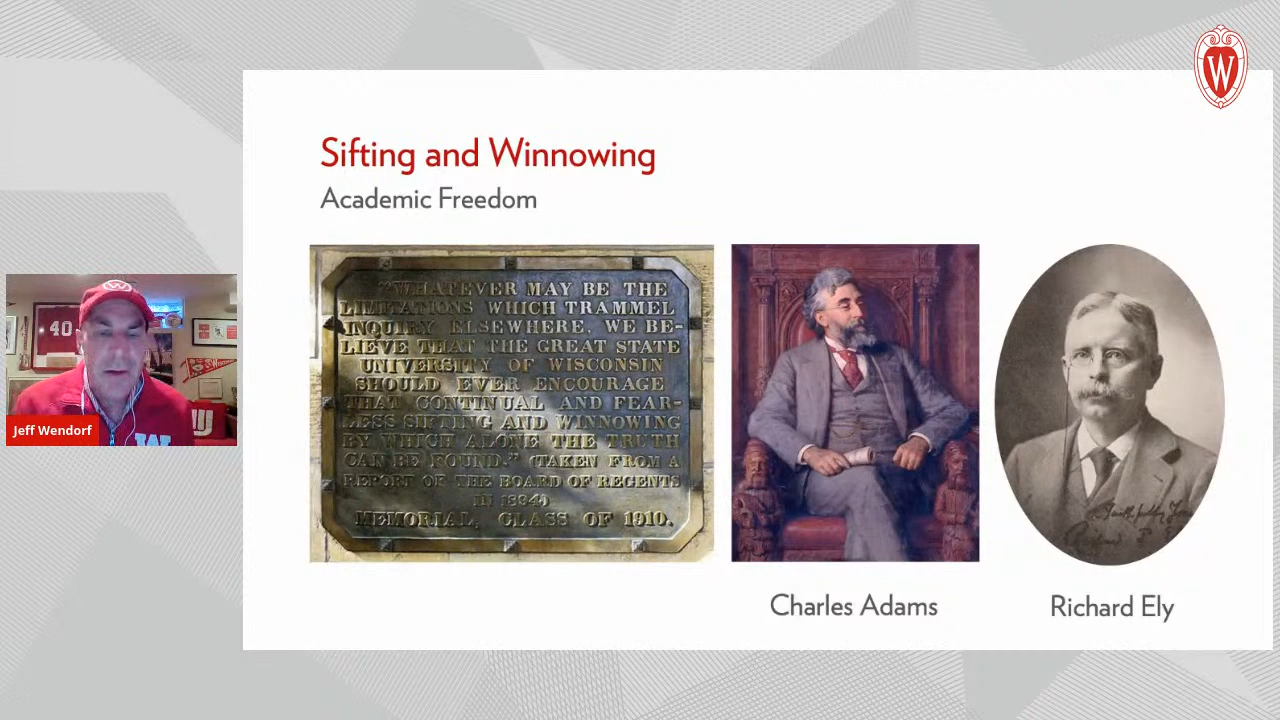 W
Sifting and Winnowing
Academic Freedom
"WHATEVER MAY BE THE
LIMITATIONS WHICH TRAMMEL
INQUIRY ELSEWHERE, WE BE-
LIEVE THAT THE GREAT STATE
UNIVERSITY OF WISCONSIN
SHOULD EVER ENCOURAGE
THAT CONTINUAL AND FEAR-
LESS SIFTING AND WINNOWING
BY WHICH ALONE THE TRUTH
CAN BE FOUND." (TAKEN FROM A
REPORT OF THE BOARD OF REGENTS
IN 1894)
MEMORIAL, CLASS OF 1910.
40
W
Jeff Wendorf
Charles Adams
Richard Ely